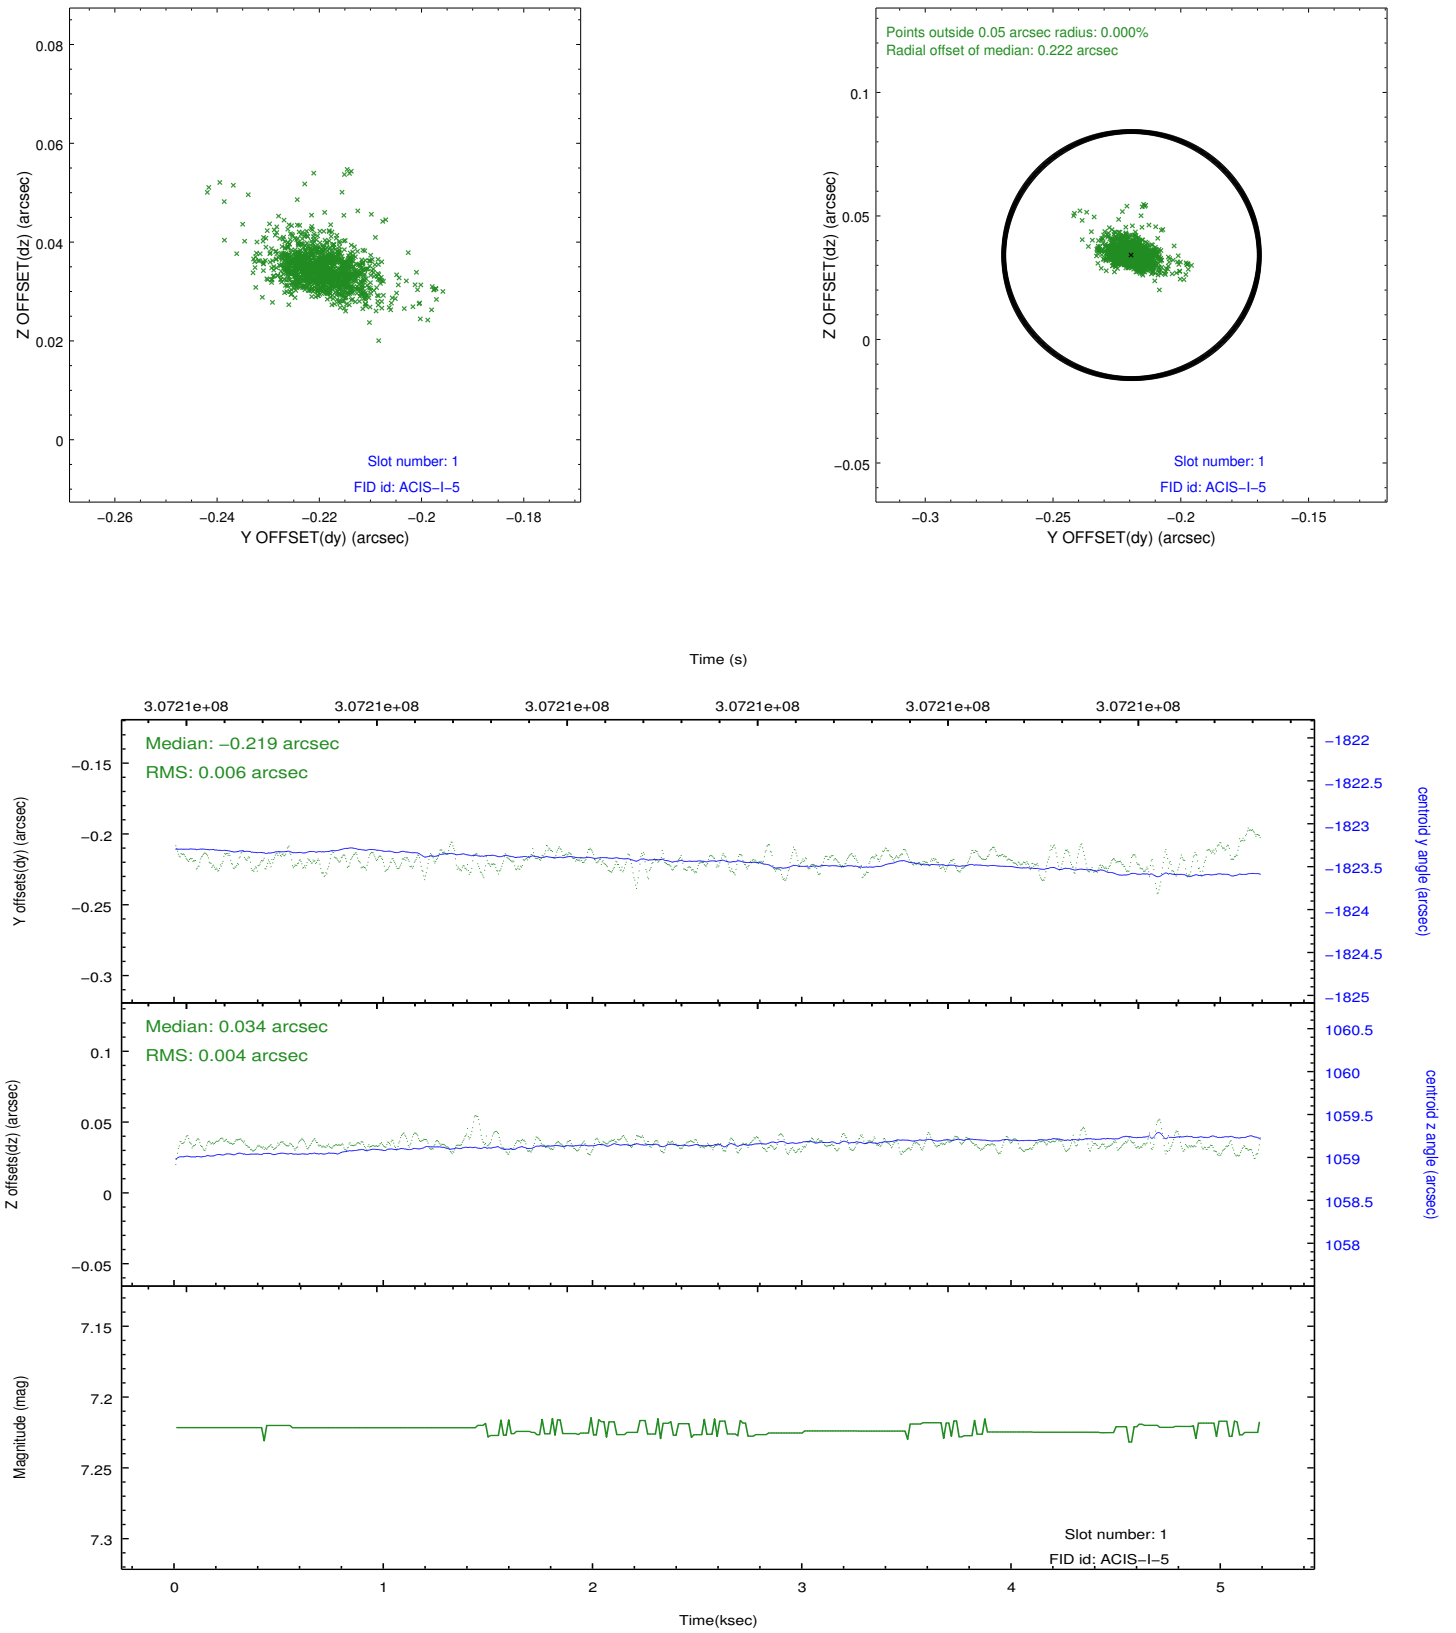 0.08
0.06
0.04
0.02
0
Z OFFSET(dz) (arcsec)
Slot number: 1
FID id: ACIS−I−5
−0.26 −0.24 −0.22 −0.2 −0.18
Y OFFSET(dy) (arcsec)
Points outside 0.05 arcsec radius: 0.000%
Radial offset of median: 0.222 arcsec
0.1
0.05
0
−0.05
Z OFFSET(dz) (arcsec)
Slot number: 1
FID id: ACIS−I−5
−0.3 −0.25 −0.2 −0.15
Y OFFSET(dy) (arcsec)
Time (s)
3.0721e+08 3.0721e+08 3.0721e+08 3.0721e+08 3.0721e+08 3.0721e+08
Median: −0.219 arcsec
RMS: 0.006 arcsec
−0.15
−0.2
−0.25
−0.3
Y offsets(dy) (arcsec)
−1822
−1822.5
−1823
−1823.5
−1824
−1824.5
−1825
centroid y angle (arcsec)
Median: 0.034 arcsec
RMS: 0.004 arcsec
0.1
0.05
0
−0.05
Z offsets(dz) (arcsec)
1060.5
1060
1059.5
1059
1058.5
1058
centroid z angle (arcsec)
7.15
7.2
7.25
7.3
Magnitude (mag)
Slot number: 1
FID id: ACIS−I−5
0 1 2 3 4 5
Time(ksec)